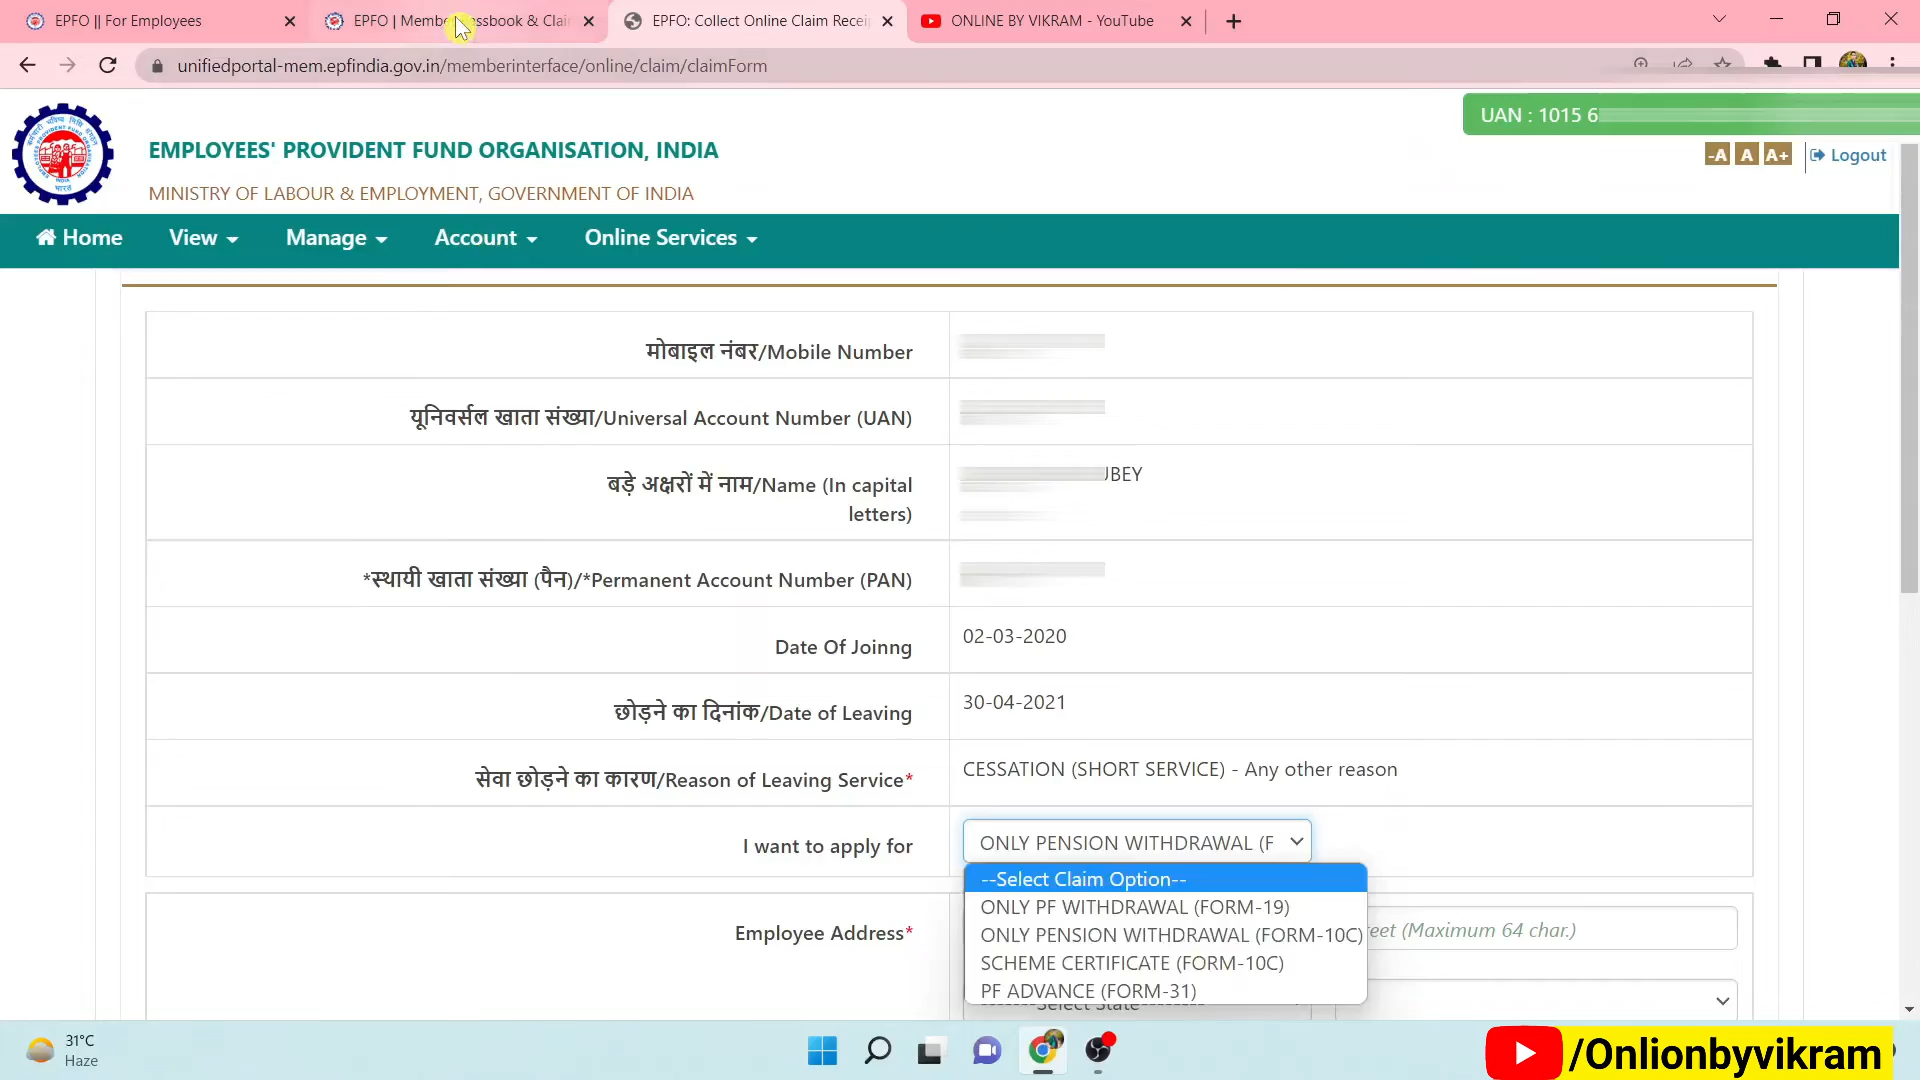 EPFO || For Employees
EPFO | Membe
ssbook & Clai
EPFO: Collect Online Claim Receip
ONLINE BY VIKRAM - YouTube
unifiedportal-mem.epfindia.gov.in/memberinterface/online/claim/claimForm
UAN : 1015 6
EMPLOYEES' PROVIDENT FUND ORGANISATION, INDIA
-A A A+ Logout
MINISTRY OF LABOUR & EMPLOYMENT, GOVERNMENT OF INDIA
Home View Manage Account Online Services
मोबाइल नंबर/Mobile Number
यूनिवर्सल खाता संख्या/Universal Account Number (UAN)
बड़े अक्षरों में नाम/Name (In capital
letters)
UBEY
*स्थायी खाता संख्या (पैन)/*Permanent Account Number (PAN)
Date Of Joinng 02-03-2020
छोड़ने का दिनांक/Date of Leaving 30-04-2021
सेवा छोड़ने का कारण/Reason of Leaving Service* CESSATION (SHORT SERVICE) - Any other reason
I want to apply for ONLY PENSION WITHDRAWAL (F
--Select Claim Option--
ONLY PF WITHDRAWAL (FORM-19)
ONLY PENSION WITHDRAWAL (FORM-10C)
SCHEME CERTIFICATE (FORM-10C)
PF ADVANCE (FORM-31)
Employee Address* eet (Maximum 64 char.)
Select State
31°C
Haze
/Onlionbyvikram